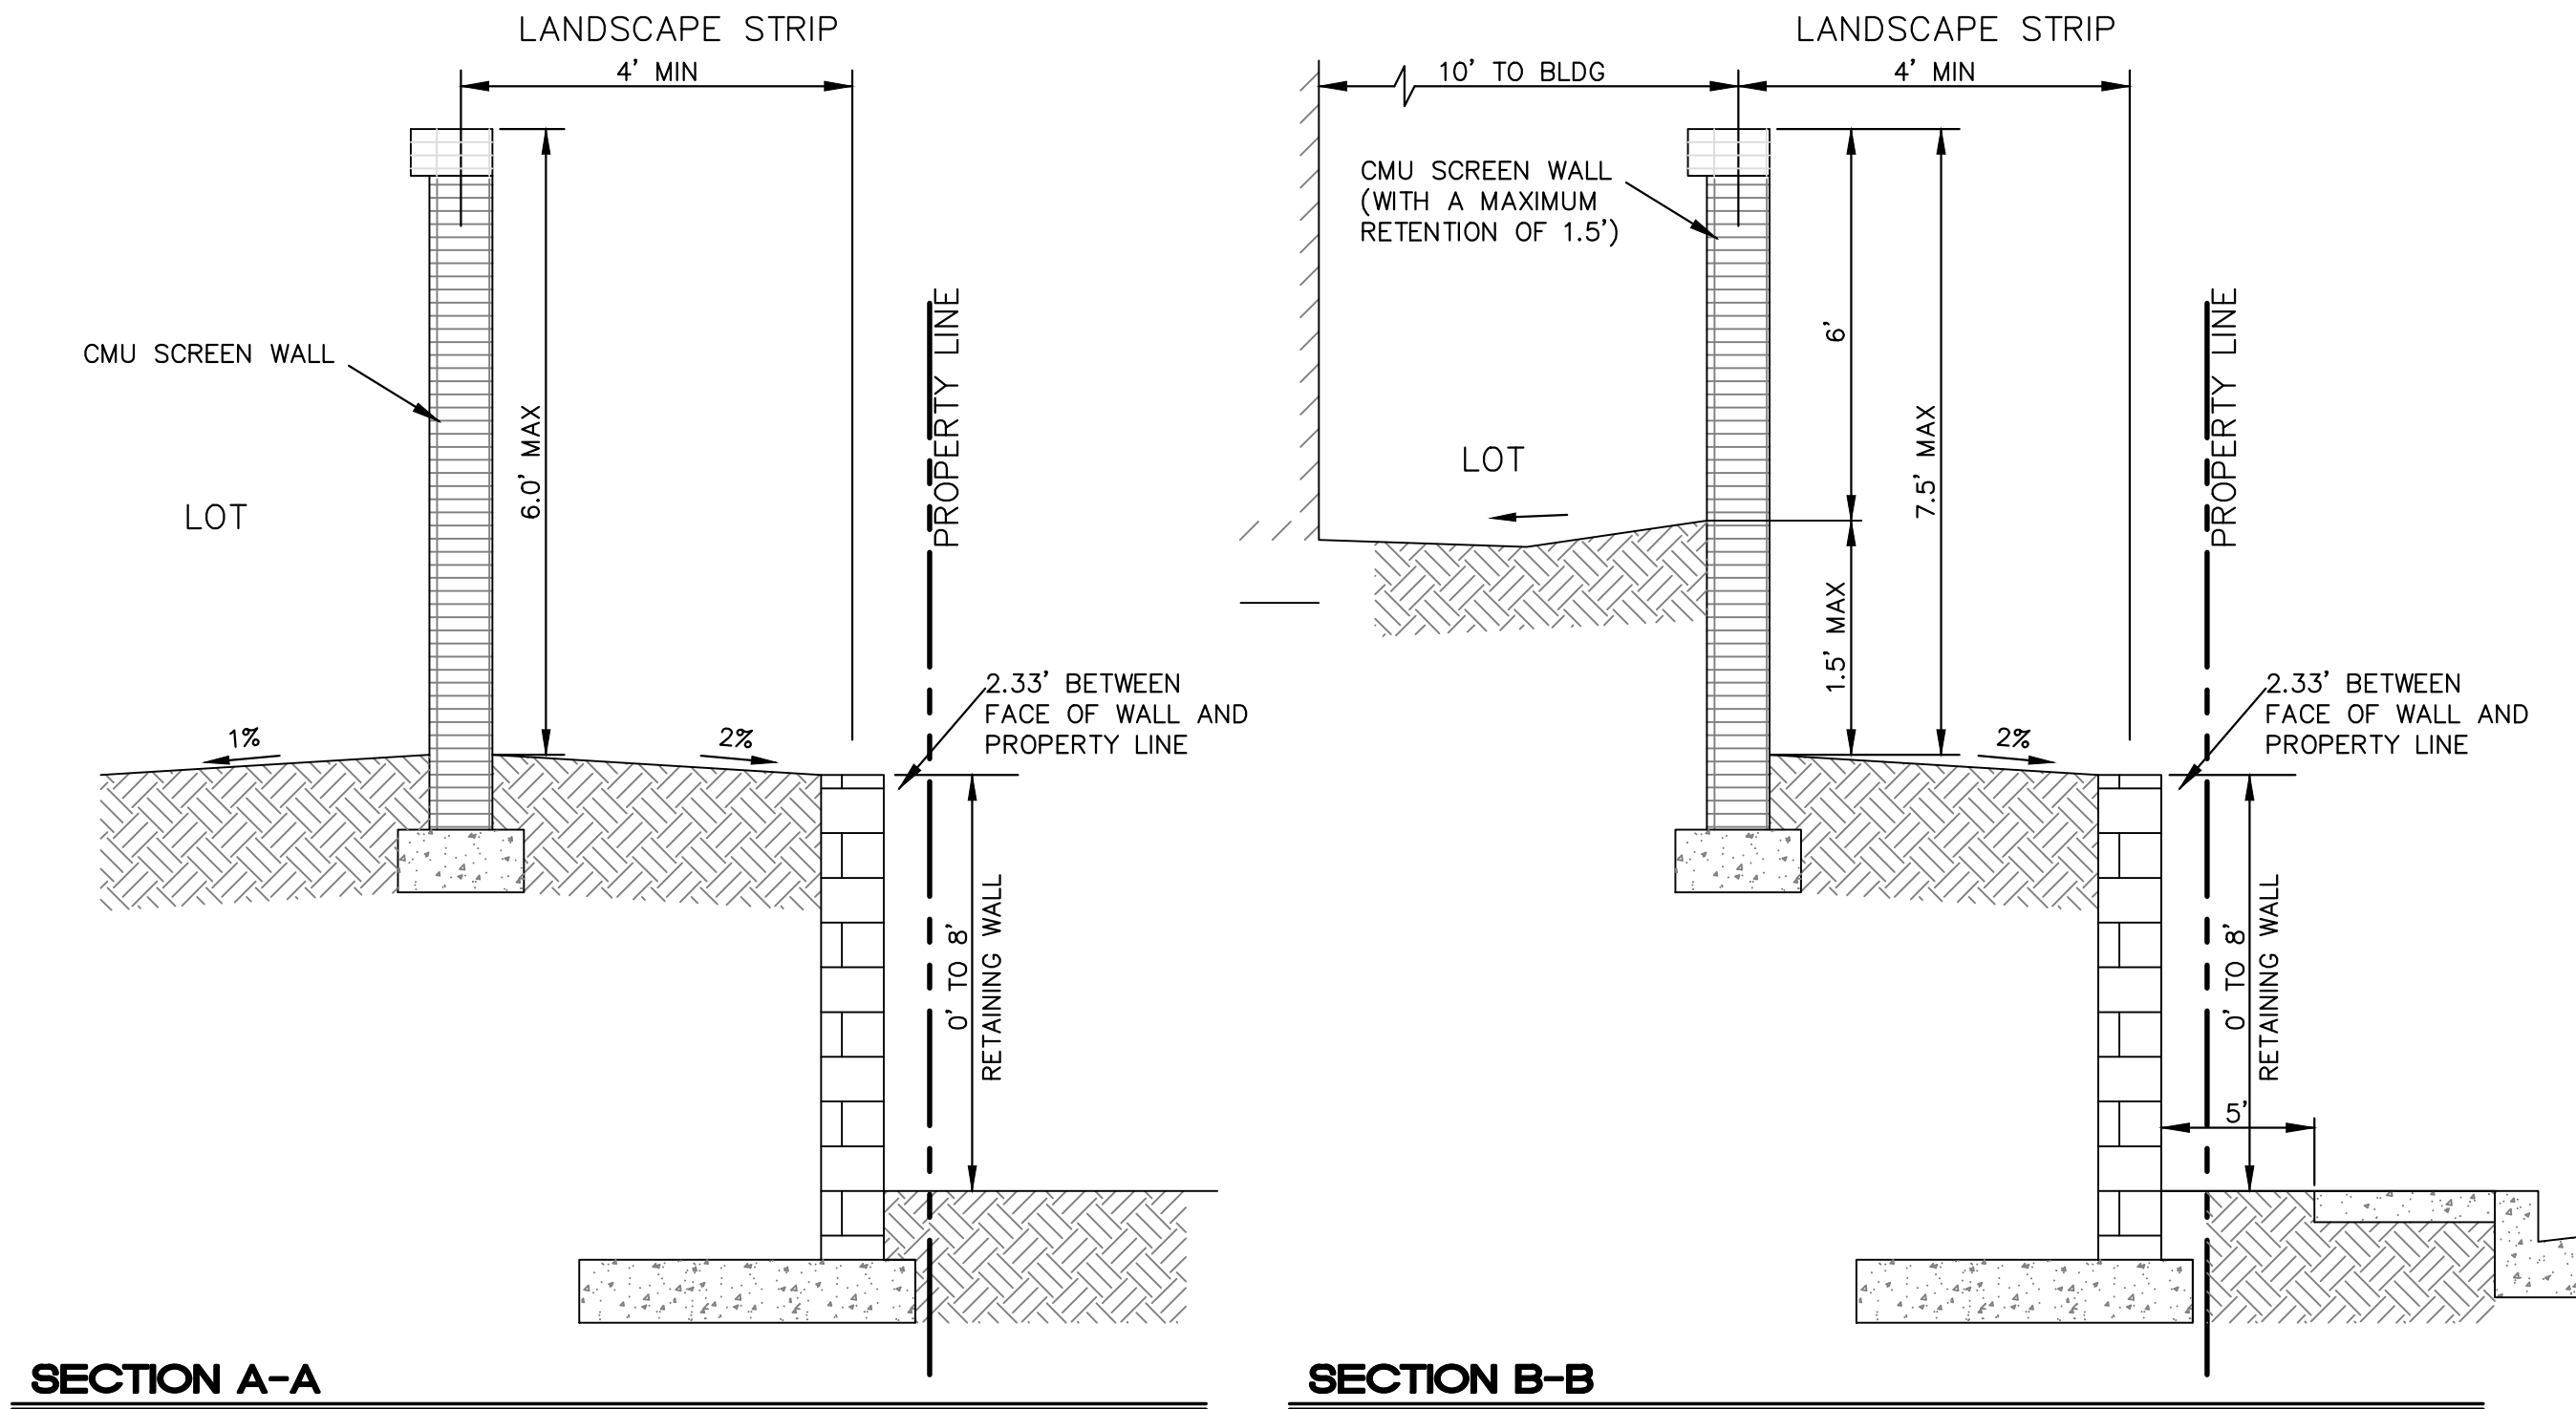 LANDSCAPE STRIP
4' MIN
CMU SCREEN WALL
6.0' MAX
LOT
PROPERTY LINE
1%
2%
2.33' BETWEEN
FACE OF WALL AND
PROPERTY LINE
0' TO 8'
RETAINING WALL
SECTION A-A
LANDSCAPE STRIP
10' TO BLDG
4' MIN
CMU SCREEN WALL
(WITH A MAXIMUM
RETENTION OF 1.5')
LOT
6'
7.5' MAX
1.5' MAX
PROPERTY LINE
2%
2.33' BETWEEN
FACE OF WALL AND
PROPERTY LINE
0' TO 8'
RETAINING WALL
5'
SECTION B-B